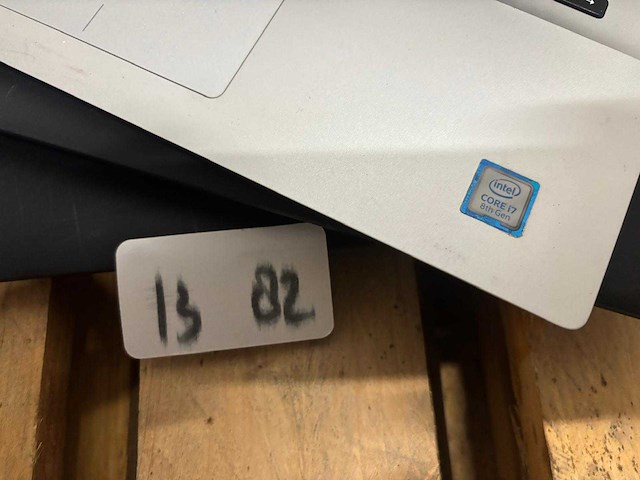 intel
CORE i7
8th Gen
13 82